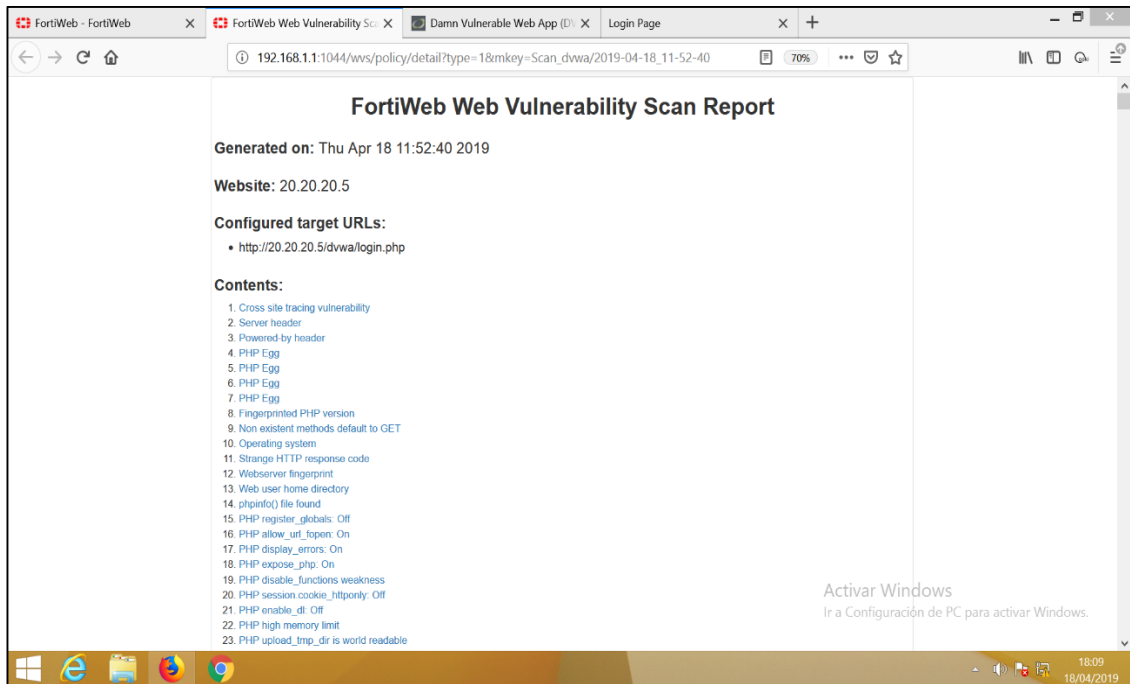 FortiWeb - FortiWeb
FortiWeb Web Vulnerability Sc
Damn Vulnerable Web App (DV
Login Page
192.168.1.1:1044/wvs/policy/detail?type=1&mkey=Scan_dvwa/2019-04-18_11-52-40
70%
FortiWeb Web Vulnerability Scan Report
Generated on: Thu Apr 18 11:52:40 2019
Website: 20.20.20.5
Configured target URLs:
• http://20.20.20.5/dvwa/login.php
Contents:
1. Cross site tracing vulnerability
2. Server header
3. Powered-by header
4. PHP Egg
5. PHP Egg
6. PHP Egg
7. PHP Egg
8. Fingerprinted PHP version
9. Non existent methods default to GET
10. Operating system
11. Strange HTTP response code
12. Webserver fingerprint
13. Web user home directory
14. phpinfo() file found
15. PHP register_globals: Off
16. PHP allow_url_fopen: On
17. PHP display_errors: On
18. PHP expose_php: On
19. PHP disable_functions weakness
20. PHP session.cookie_httponly: Off
21. PHP enable_dl: Off
22. PHP high memory limit
23. PHP upload_tmp_dir is world readable
Activar Windows
Ir a Configuración de PC para activar Windows.
18:09
18/04/2019